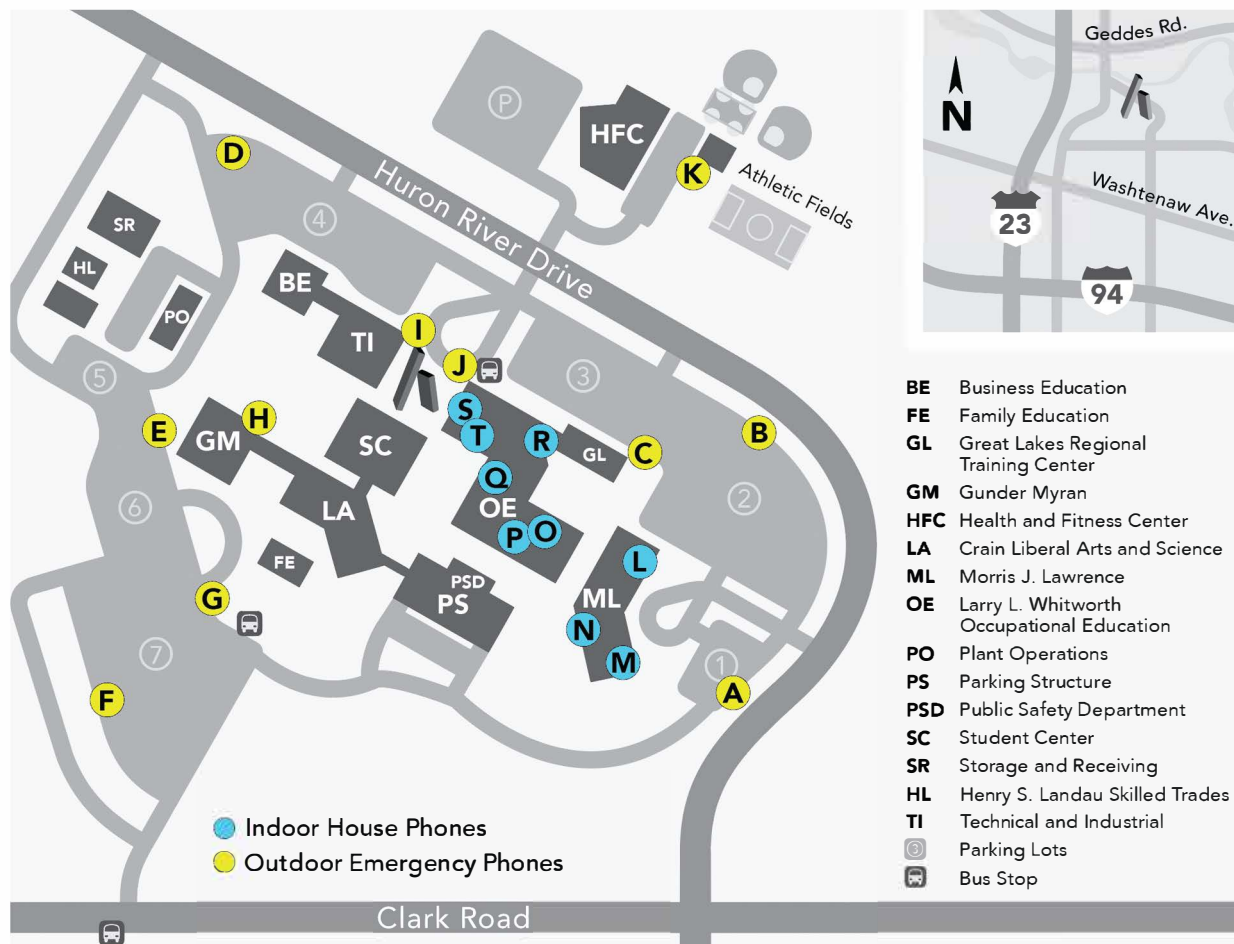 P
HFC
K
Athletic Fields
Huron River Drive
D
4
SR
HL
PO
BE
TI
I
J
3
5
S
T
R
GL
C
B
E
GM
H
SC
Q
2
6
LA
OE
P
O
FE
PSD
PS
L
ML
N
M
G
7
F
1
A
Indoor House Phones
Outdoor Emergency Phones
Clark Road
Geddes Rd.
N
Washtenaw Ave.
23
94
BE Business Education
FE Family Education
GL Great Lakes Regional
Training Center
GM Gunder Myran
HFC Health and Fitness Center
LA Crain Liberal Arts and Science
ML Morris J. Lawrence
OE Larry L. Whitworth
Occupational Education
PO Plant Operations
PS Parking Structure
PSD Public Safety Department
SC Student Center
SR Storage and Receiving
HL Henry S. Landau Skilled Trades
TI Technical and Industrial
3 Parking Lots
Bus Stop